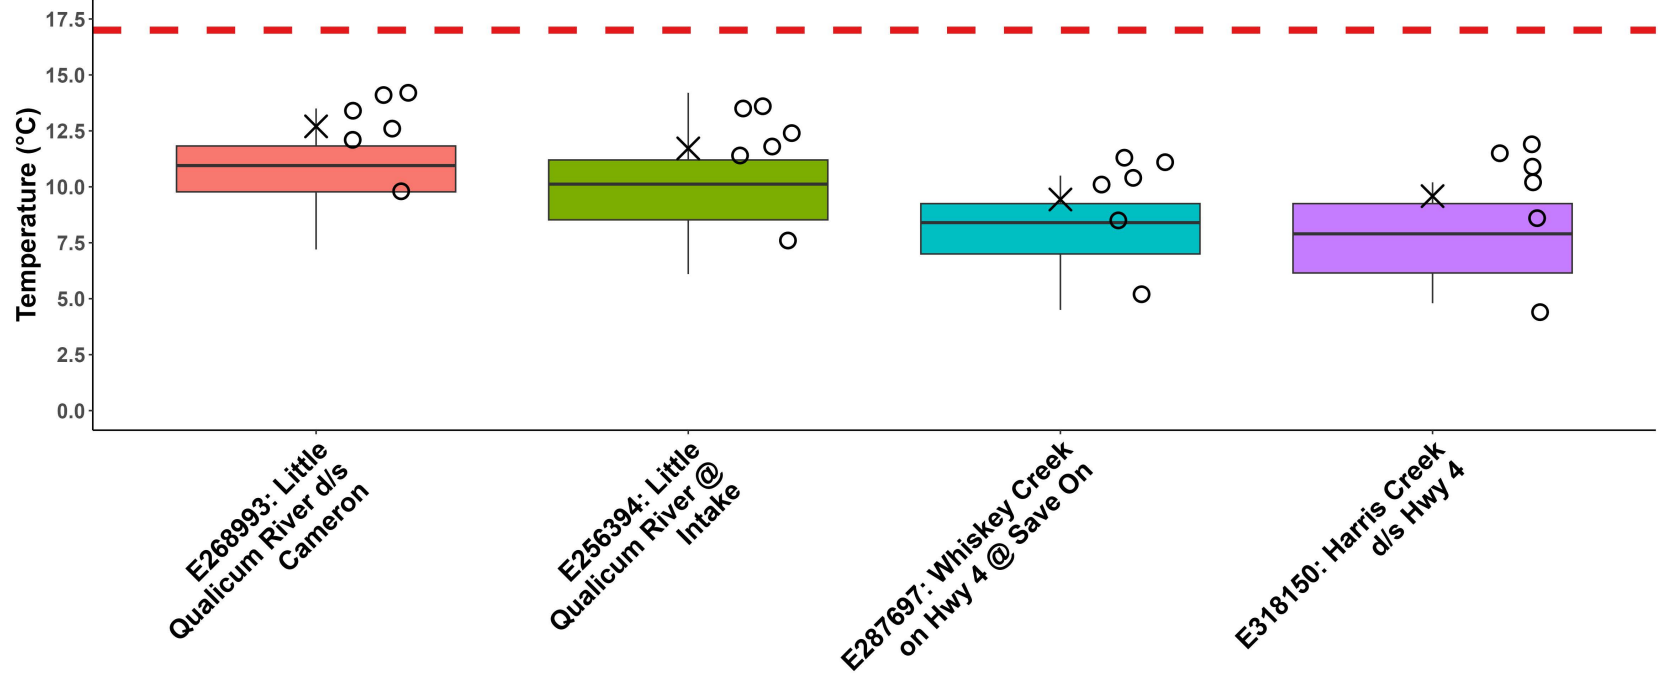 17.5
15.0
12.5
10.0
7.5
5.0
2.5
0.0
Temperature (°C)
E268993: Little
Qualicum River d/s
Cameron
E256394: Little
Qualicum River @
Intake
E287697: Whiskey Creek
on Hwy 4 @ Save On
E318150: Harris Creek
d/s Hwy 4